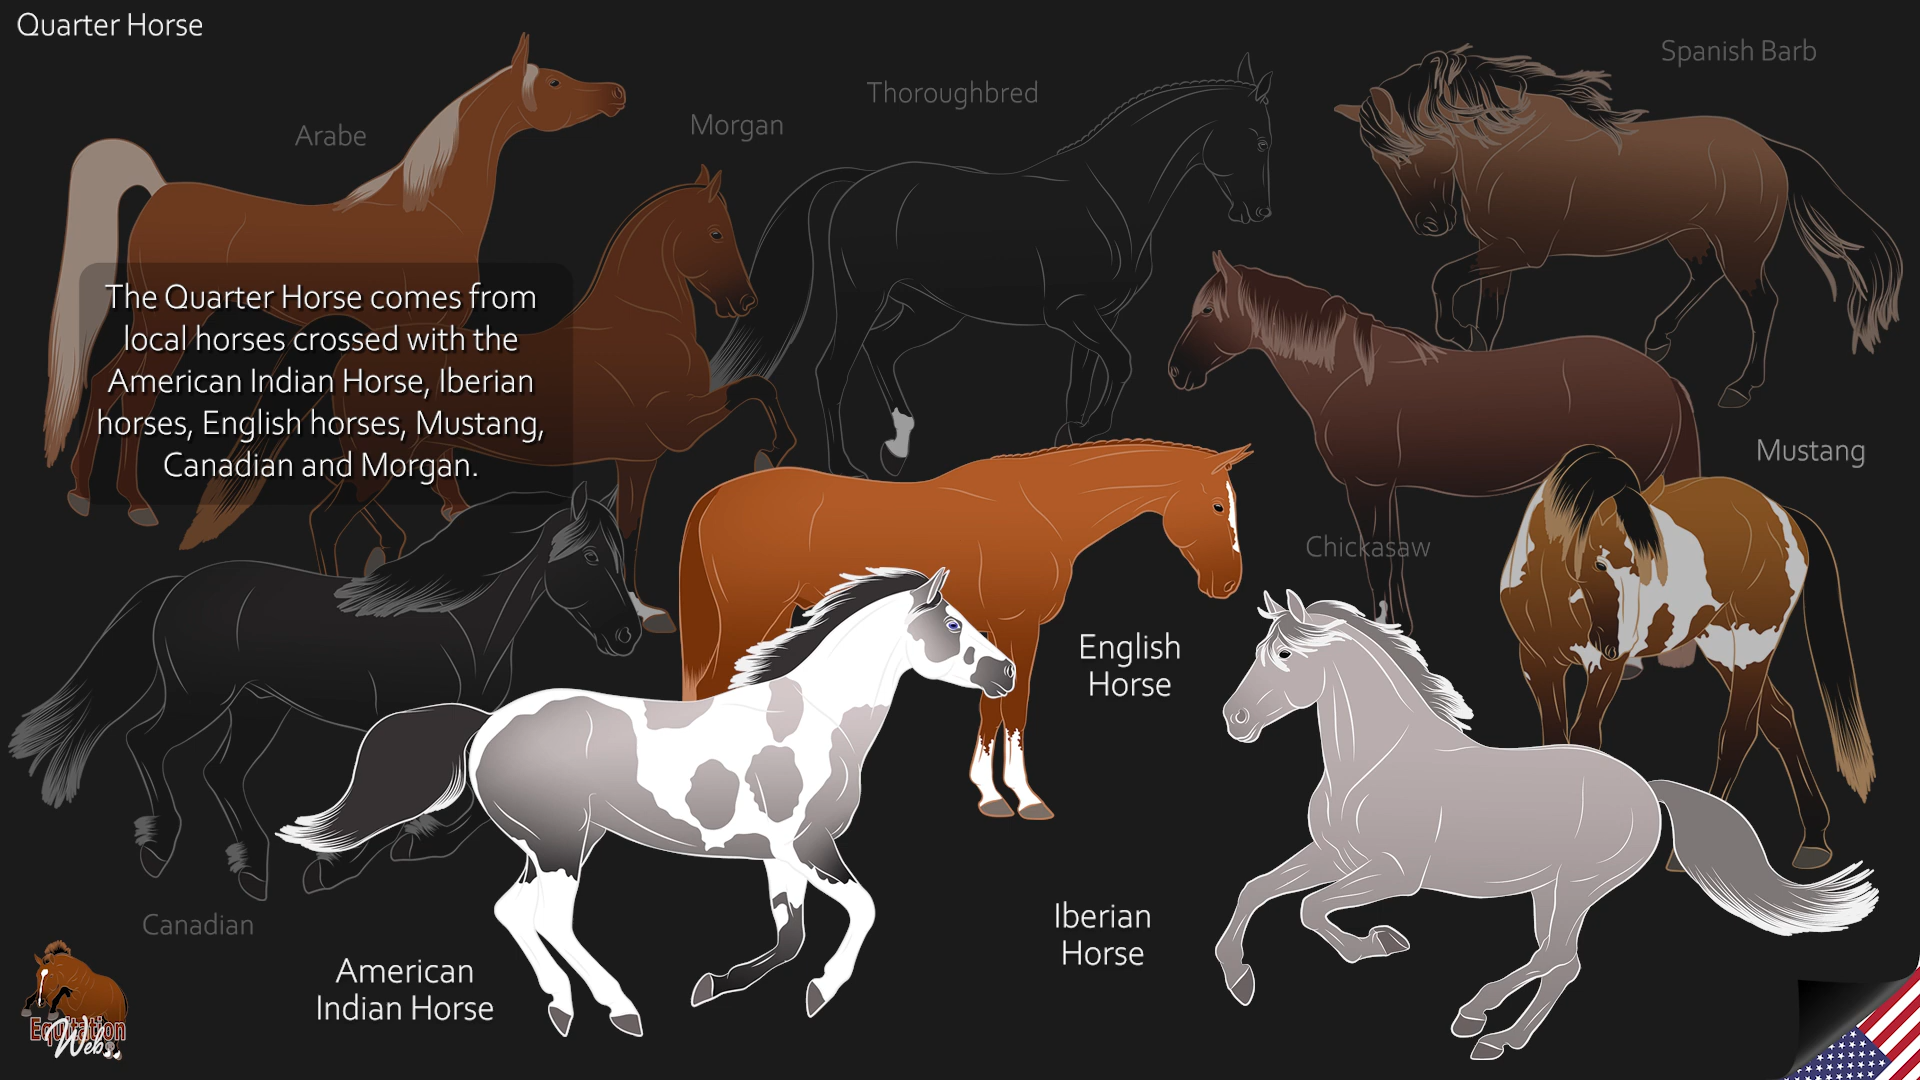 Quarter Horse
Spanish Barb
Thoroughbred
Morgan
Arabe
The Quarter Horse comes from
local horses crossed with the
American Indian Horse, Iberian
horses, English horses, Mustang,
Canadian and Morgan.
Mustang
Chickasaw
English
Horse
Canadian
Iberian
Horse
American
Indian Horse
Equitation
Webs